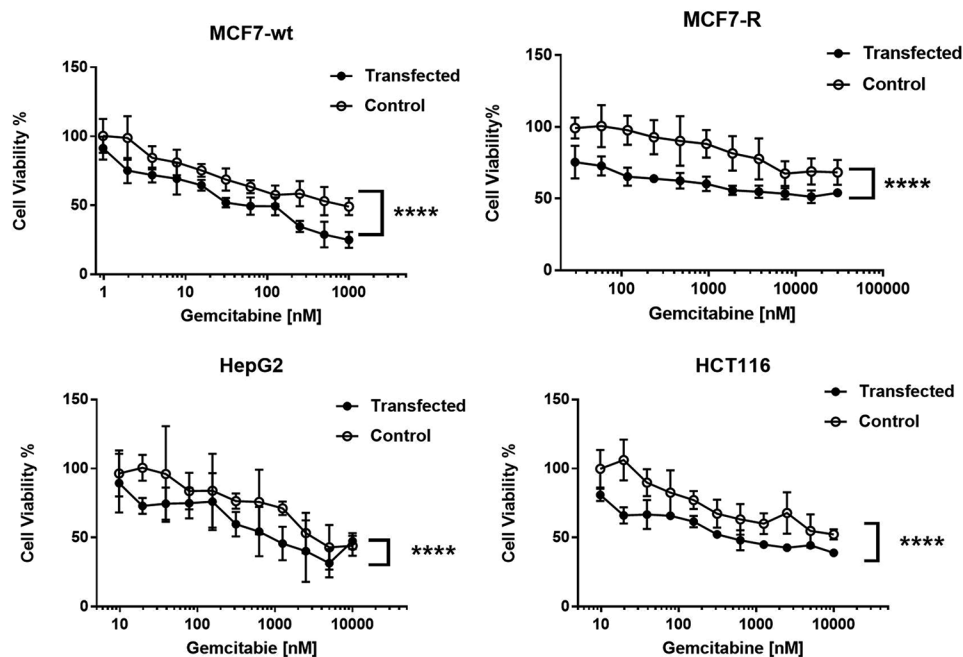 MCF7-wt
150
100
50
0
Cell Viability %
Transfected
Control
****
1
10
100
1000
Gemcitabine [nM]
MCF7-R
150
100
50
0
Cell Viability %
Transfected
Control
****
100
1000
10000
100000
Gemcitabine [nM]
HepG2
150
100
50
0
Cell Viability %
Transfected
Control
****
10
100
1000
10000
Gemcitabie [nM]
HCT116
150
100
50
0
Cell Viability %
Transfected
Control
****
10
100
1000
10000
Gemcitabine [nM]